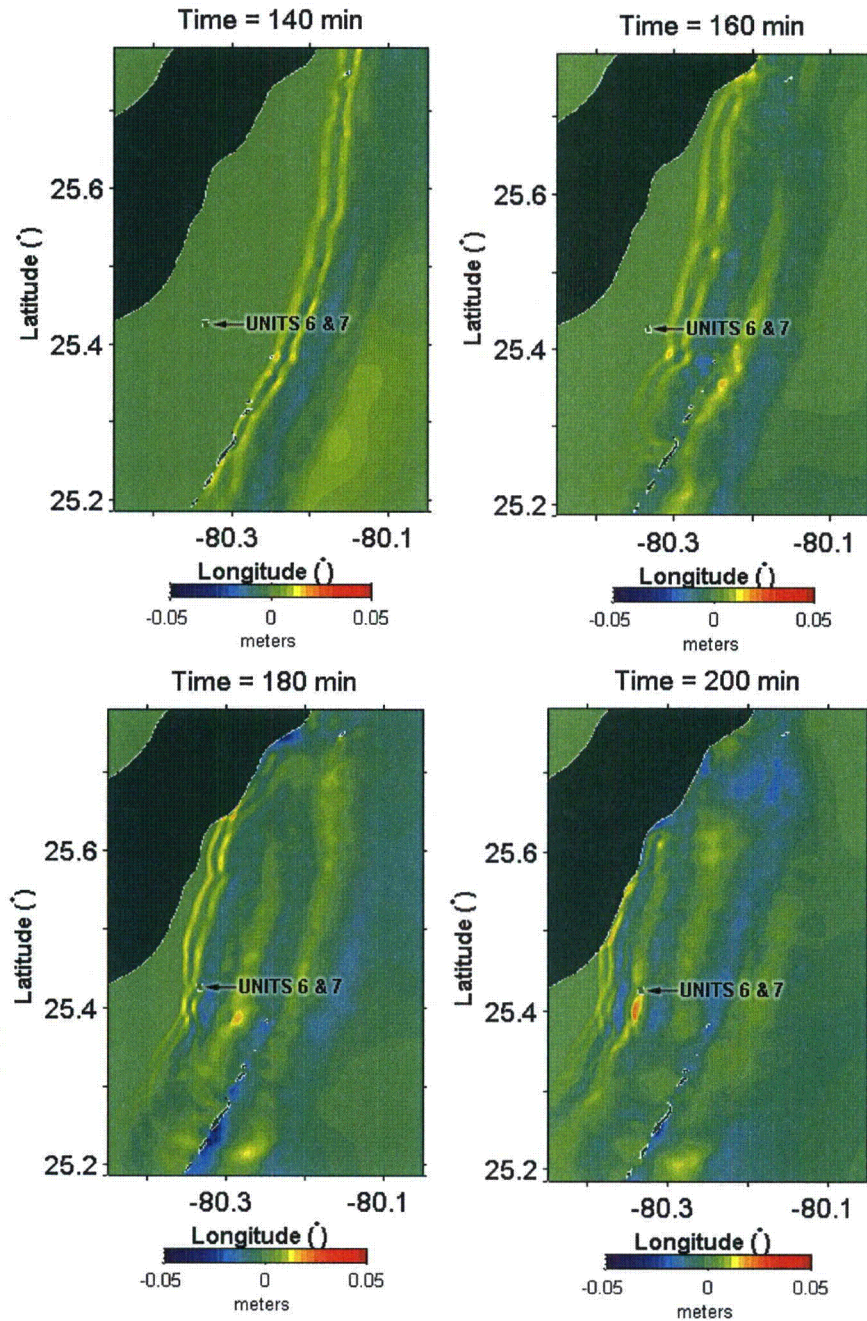 Time = 140 min
Latitude (°)
25.6
25.4
25.2
UNITS 6 & 7
-80.3
-80.1
Longitude (°)
-0.05
0
0.05
meters
Time = 160 min
Latitude (°)
25.6
25.4
25.2
UNITS 6 & 7
-80.3
-80.1
Longitude (°)
-0.05
0
0.05
meters
Time = 180 min
Latitude (°)
25.6
25.4
25.2
UNITS 6 & 7
-80.3
-80.1
Longitude (°)
-0.05
0
0.05
meters
Time = 200 min
Latitude (°)
25.6
25.4
25.2
UNITS 6 & 7
-80.3
-80.1
Longitude (°)
-0.05
0
0.05
meters